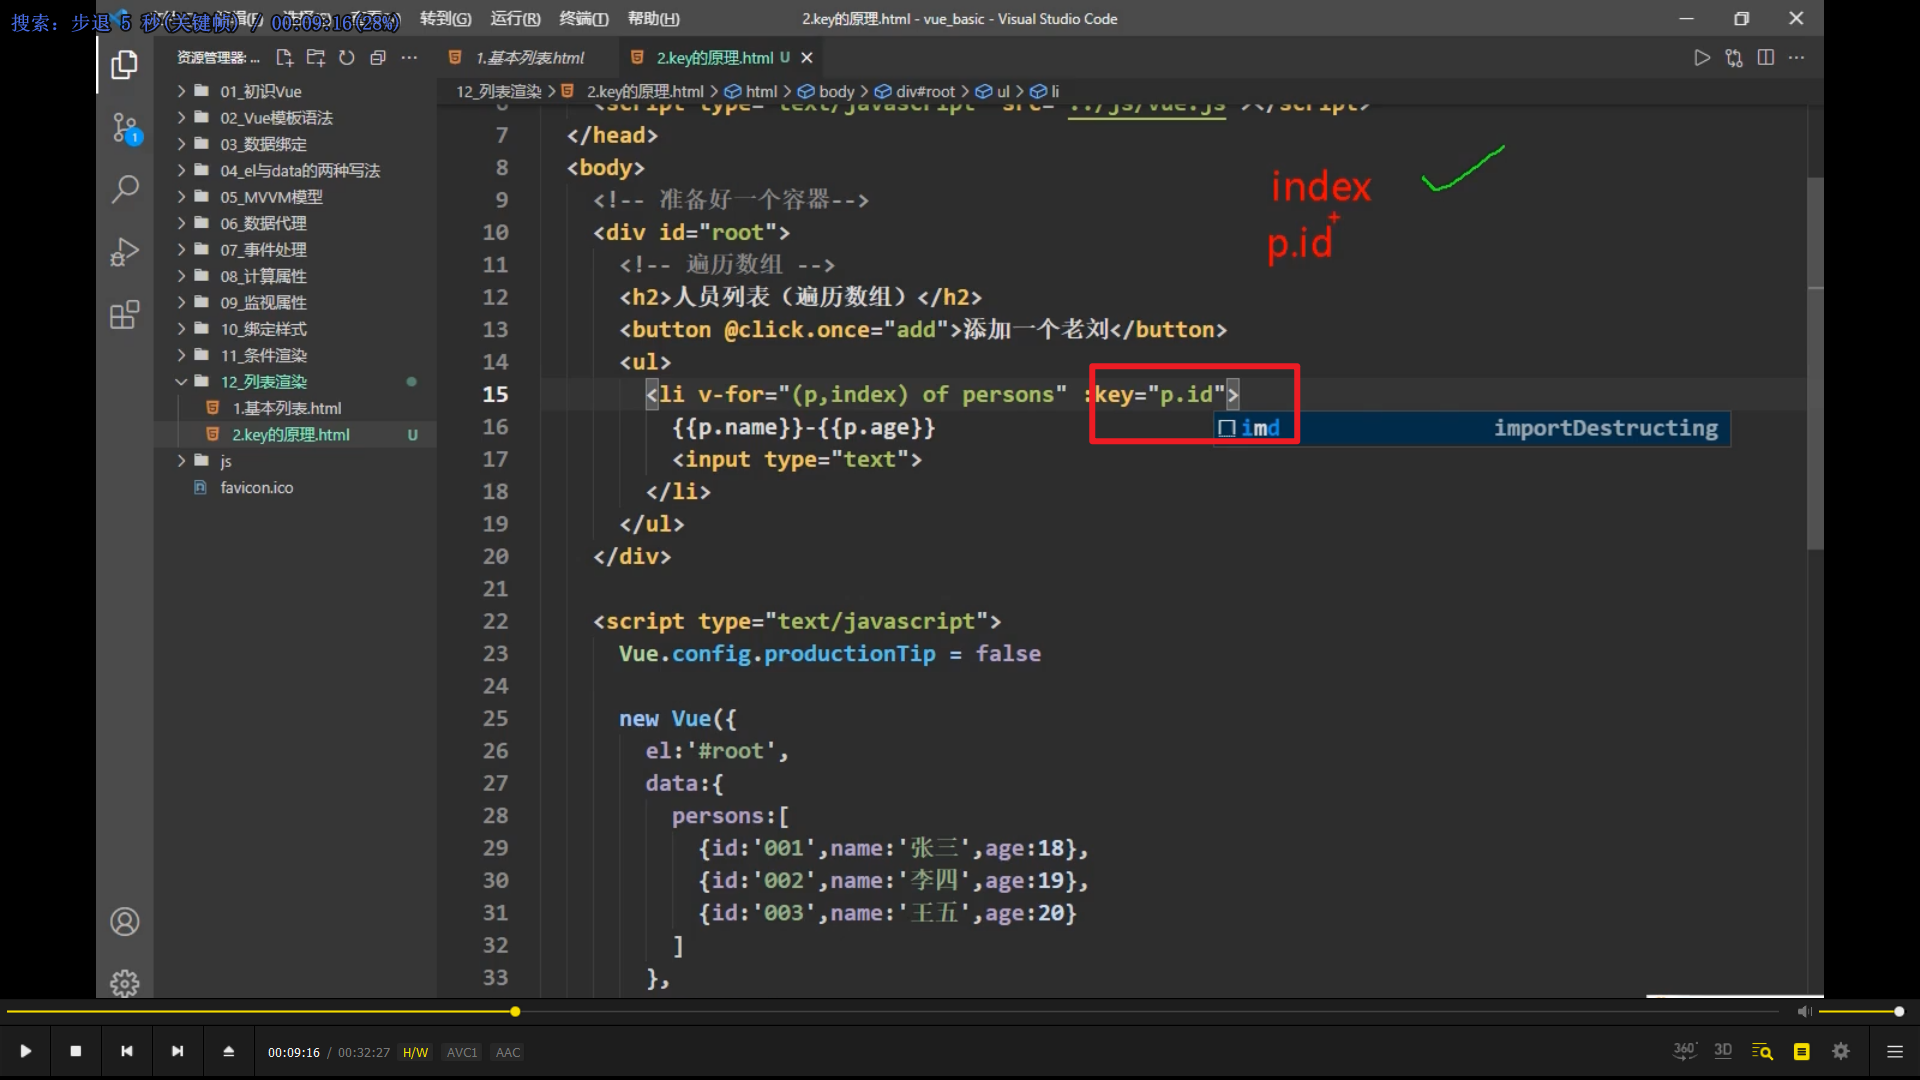 搜索: 步退 5 秒(关键帧) / 00:09:16(28%)
转到(G) 运行(R) 终端(T) 帮助(H)
2.key的原理.html - vue_basic - Visual Studio Code
资源管理器: ...
1.基本列表.html
2.key的原理.html U
12_列表渲染 > 2.key的原理.html > html > body > div#root > ul > li
01_初识Vue
02_Vue模板语法
03_数据绑定
04_el与data的两种写法
05_MVVM模型
06_数据代理
07_事件处理
08_计算属性
09_监视属性
10_绑定样式
11_条件渲染
12_列表渲染
1.基本列表.html
2.key的原理.html U
js
favicon.ico
1
6 <script type="text/javascript" src="../js/vue.js"></script>
7 </head>
8 <body>
9 <!-- 准备好一个容器-->
10 <div id="root">
11 <!-- 遍历数组 -->
12 <h2>人员列表（遍历数组）</h2>
13 <button @click.once="add">添加一个老刘</button>
14 <ul>
15 <li v-for="(p,index) of persons" :key="p.id">
16 {{p.name}}-{{p.age}}
17 <input type="text">
18 </li>
19 </ul>
20 </div>
21
22 <script type="text/javascript">
23 Vue.config.productionTip = false
24
25 new Vue({
26 el:'#root',
27 data:{
28 persons:[
29 {id:'001',name:'张三',age:18},
30 {id:'002',name:'李四',age:19},
31 {id:'003',name:'王五',age:20}
32 ]
33 },
imd importDestructing
index
p.id
00:09:16 / 00:32:27 H/W AVC1 AAC
360° 3D